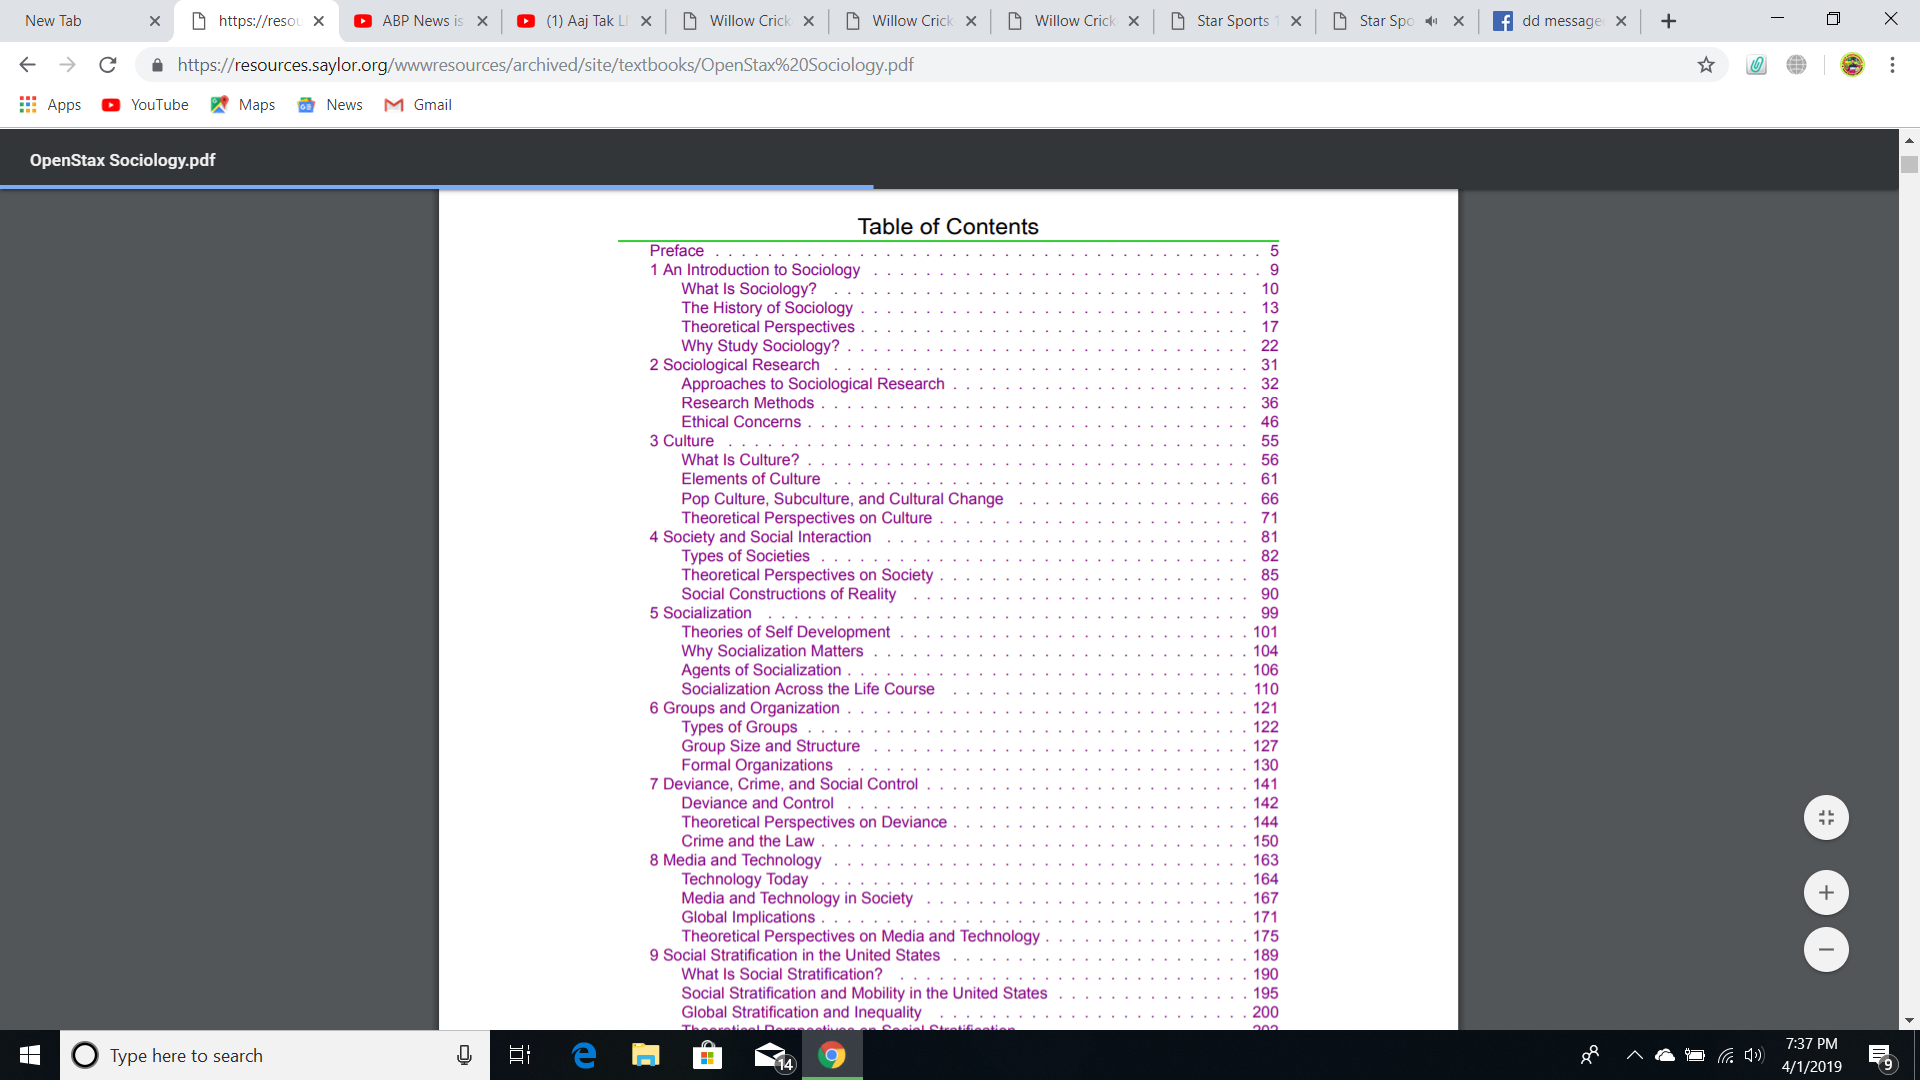 New Tab
https://resou
ABP News is
(1) Aaj Tak L
Willow Crick
Willow Crick
Willow Crick
Star Sports 1
Star Spo
dd message
https://resources.saylor.org/wwwresources/archived/site/textbooks/OpenStax%20Sociology.pdf
Apps YouTube Maps News Gmail
OpenStax Sociology.pdf
Table of Contents
Preface 5
1 An Introduction to Sociology 9
What Is Sociology? 10
The History of Sociology 13
Theoretical Perspectives 17
Why Study Sociology? 22
2 Sociological Research 31
Approaches to Sociological Research 32
Research Methods 36
Ethical Concerns 46
3 Culture 55
What Is Culture? 56
Elements of Culture 61
Pop Culture, Subculture, and Cultural Change 66
Theoretical Perspectives on Culture 71
4 Society and Social Interaction 81
Types of Societies 82
Theoretical Perspectives on Society 85
Social Constructions of Reality 90
5 Socialization 99
Theories of Self Development 101
Why Socialization Matters 104
Agents of Socialization 106
Socialization Across the Life Course 110
6 Groups and Organization 121
Types of Groups 122
Group Size and Structure 127
Formal Organizations 130
7 Deviance, Crime, and Social Control 141
Deviance and Control 142
Theoretical Perspectives on Deviance 144
Crime and the Law 150
8 Media and Technology 163
Technology Today 164
Media and Technology in Society 167
Global Implications 171
Theoretical Perspectives on Media and Technology 175
9 Social Stratification in the United States 189
What Is Social Stratification? 190
Social Stratification and Mobility in the United States 195
Global Stratification and Inequality 200
Theoretical Perspectives on Social Stratification 202
Type here to search
14
7:37 PM
4/1/2019
9